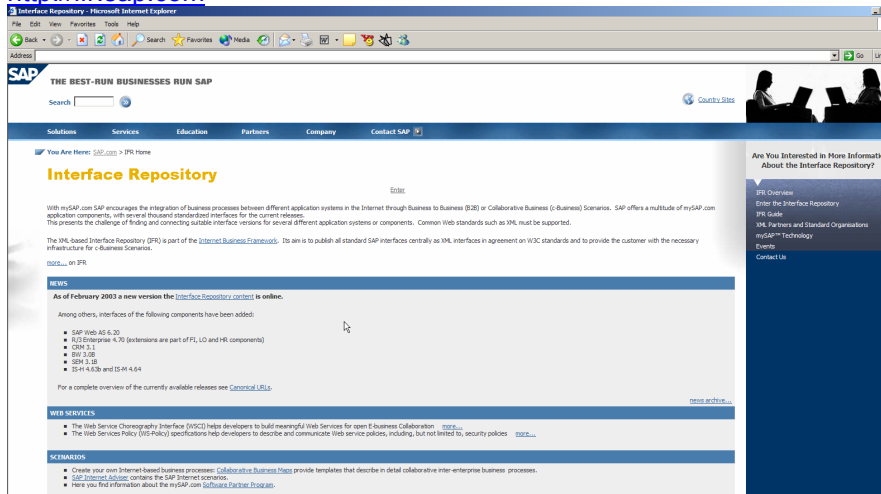 Interface Repository - Microsoft Internet Explorer
File Edit View Favorites Tools Help
Back Search Favorites Media
Address Go
SAP
THE BEST-RUN BUSINESSES RUN SAP
Search
Country Sites
Solutions Services Education Partners Company Contact SAP
You Are Here: SAP.com > IFR Home
Interface Repository
Enter
With mySAP.com SAP encourages the integration of business processes between different application systems in the Internet through Business to Business (B2B) or Collaborative Business (c-Business) Scenarios. SAP offers a multitude of mySAP.com
application components, with several thousand standardized interfaces for the current releases.
This presents the challenge of finding and connecting suitable interface versions for several different application systems or components. Common Web standards such as XML must be supported.
The XML-based Interface Repository (IFR) is part of the Internet Business Framework. Its aim is to publish all standard SAP interfaces centrally as XML interfaces in agreement on W3C standards and to provide the customer with the necessary
infrastructure for c-Business Scenarios.
more... on IFR
NEWS
As of February 2003 a new version the Interface Repository content is online.
Among others, interfaces of the following components have been added:
SAP Web AS 6.20
R/3 Enterprise 4.70 (extensions are part of FI, LO and HR components)
CRM 3.1
BW 3.0B
SEM 3.1B
IS-H 4.63b and IS-M 4.64
For a complete overview of the currently available releases see Canonical URLs.
news archive...
WEB SERVICES
The Web Service Choreography Interface (WSCI) helps developers to build meaningful Web Services for open E-business Collaboration more...
The Web Services Policy (WS-Policy) specifications help developers to describe and communicate Web service policies, including, but not limited to, security policies more...
SCENARIOS
Create your own Internet-based business processes: Collaborative Business Maps provide templates that describe in detail collaborative inter-enterprise business processes.
SAP Internet Adviser contains the SAP Internet scenarios.
Here you find information about the mySAP.com Software Partner Program.
Are You Interested in More Informati
About the Interface Repository?
IFR Overview
Enter the Interface Repository
IFR Guide
XML Partners and Standard Organisations
mySAP™ Technology
Events
Contact Us